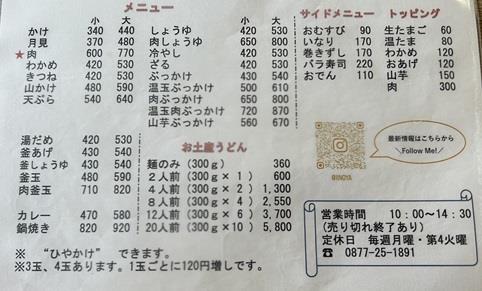 メニュー
小 大
かけ 340 440
月見 370 480
★肉 600 770
わかめ 420 530
きつね 420 530
山かけ 480 590
天ぷら 540 640
湯だめ 420 530
釜あげ 430 540
釜しょうゆ 430 540
釜玉 480 590
肉釜玉 710 820
カレー 470 580
鍋焼き 820 920
小 大
しょうゆ 420 530
肉しょうゆ 650 800
冷やし 420 530
ざる 420 530
ぶっかけ 430 530
温玉ぶっかけ 500 610
肉ぶっかけ 650 800
温玉肉ぶっかけ 720 870
山芋ぶっかけ 560 680
お土産うどん
麺のみ(300g) 360
2人前(300g×1) 600
4人前(300g×2) 1,300
8人前(300g×4) 2,550
12人前(300g×6) 3,700
20人前(300g×10) 5,800
サイドメニュー
おむすび 90
いなり 170
巻きずし 170
バラ寿司 220
おでん 110
トッピング
生たまご 50
温たま 80
わかめ 120
おあげ 120
山芋 150
肉 300
最新情報はこちらから
\Follow Me!/
営業時間 10:00~14:30
(売り切れ終了あり)
定休日 毎週月曜・第4火曜
☎ 0877-25-1891
※ "ひやかけ" できます。
※3玉、4玉あります。1玉ごとに120円増しです。